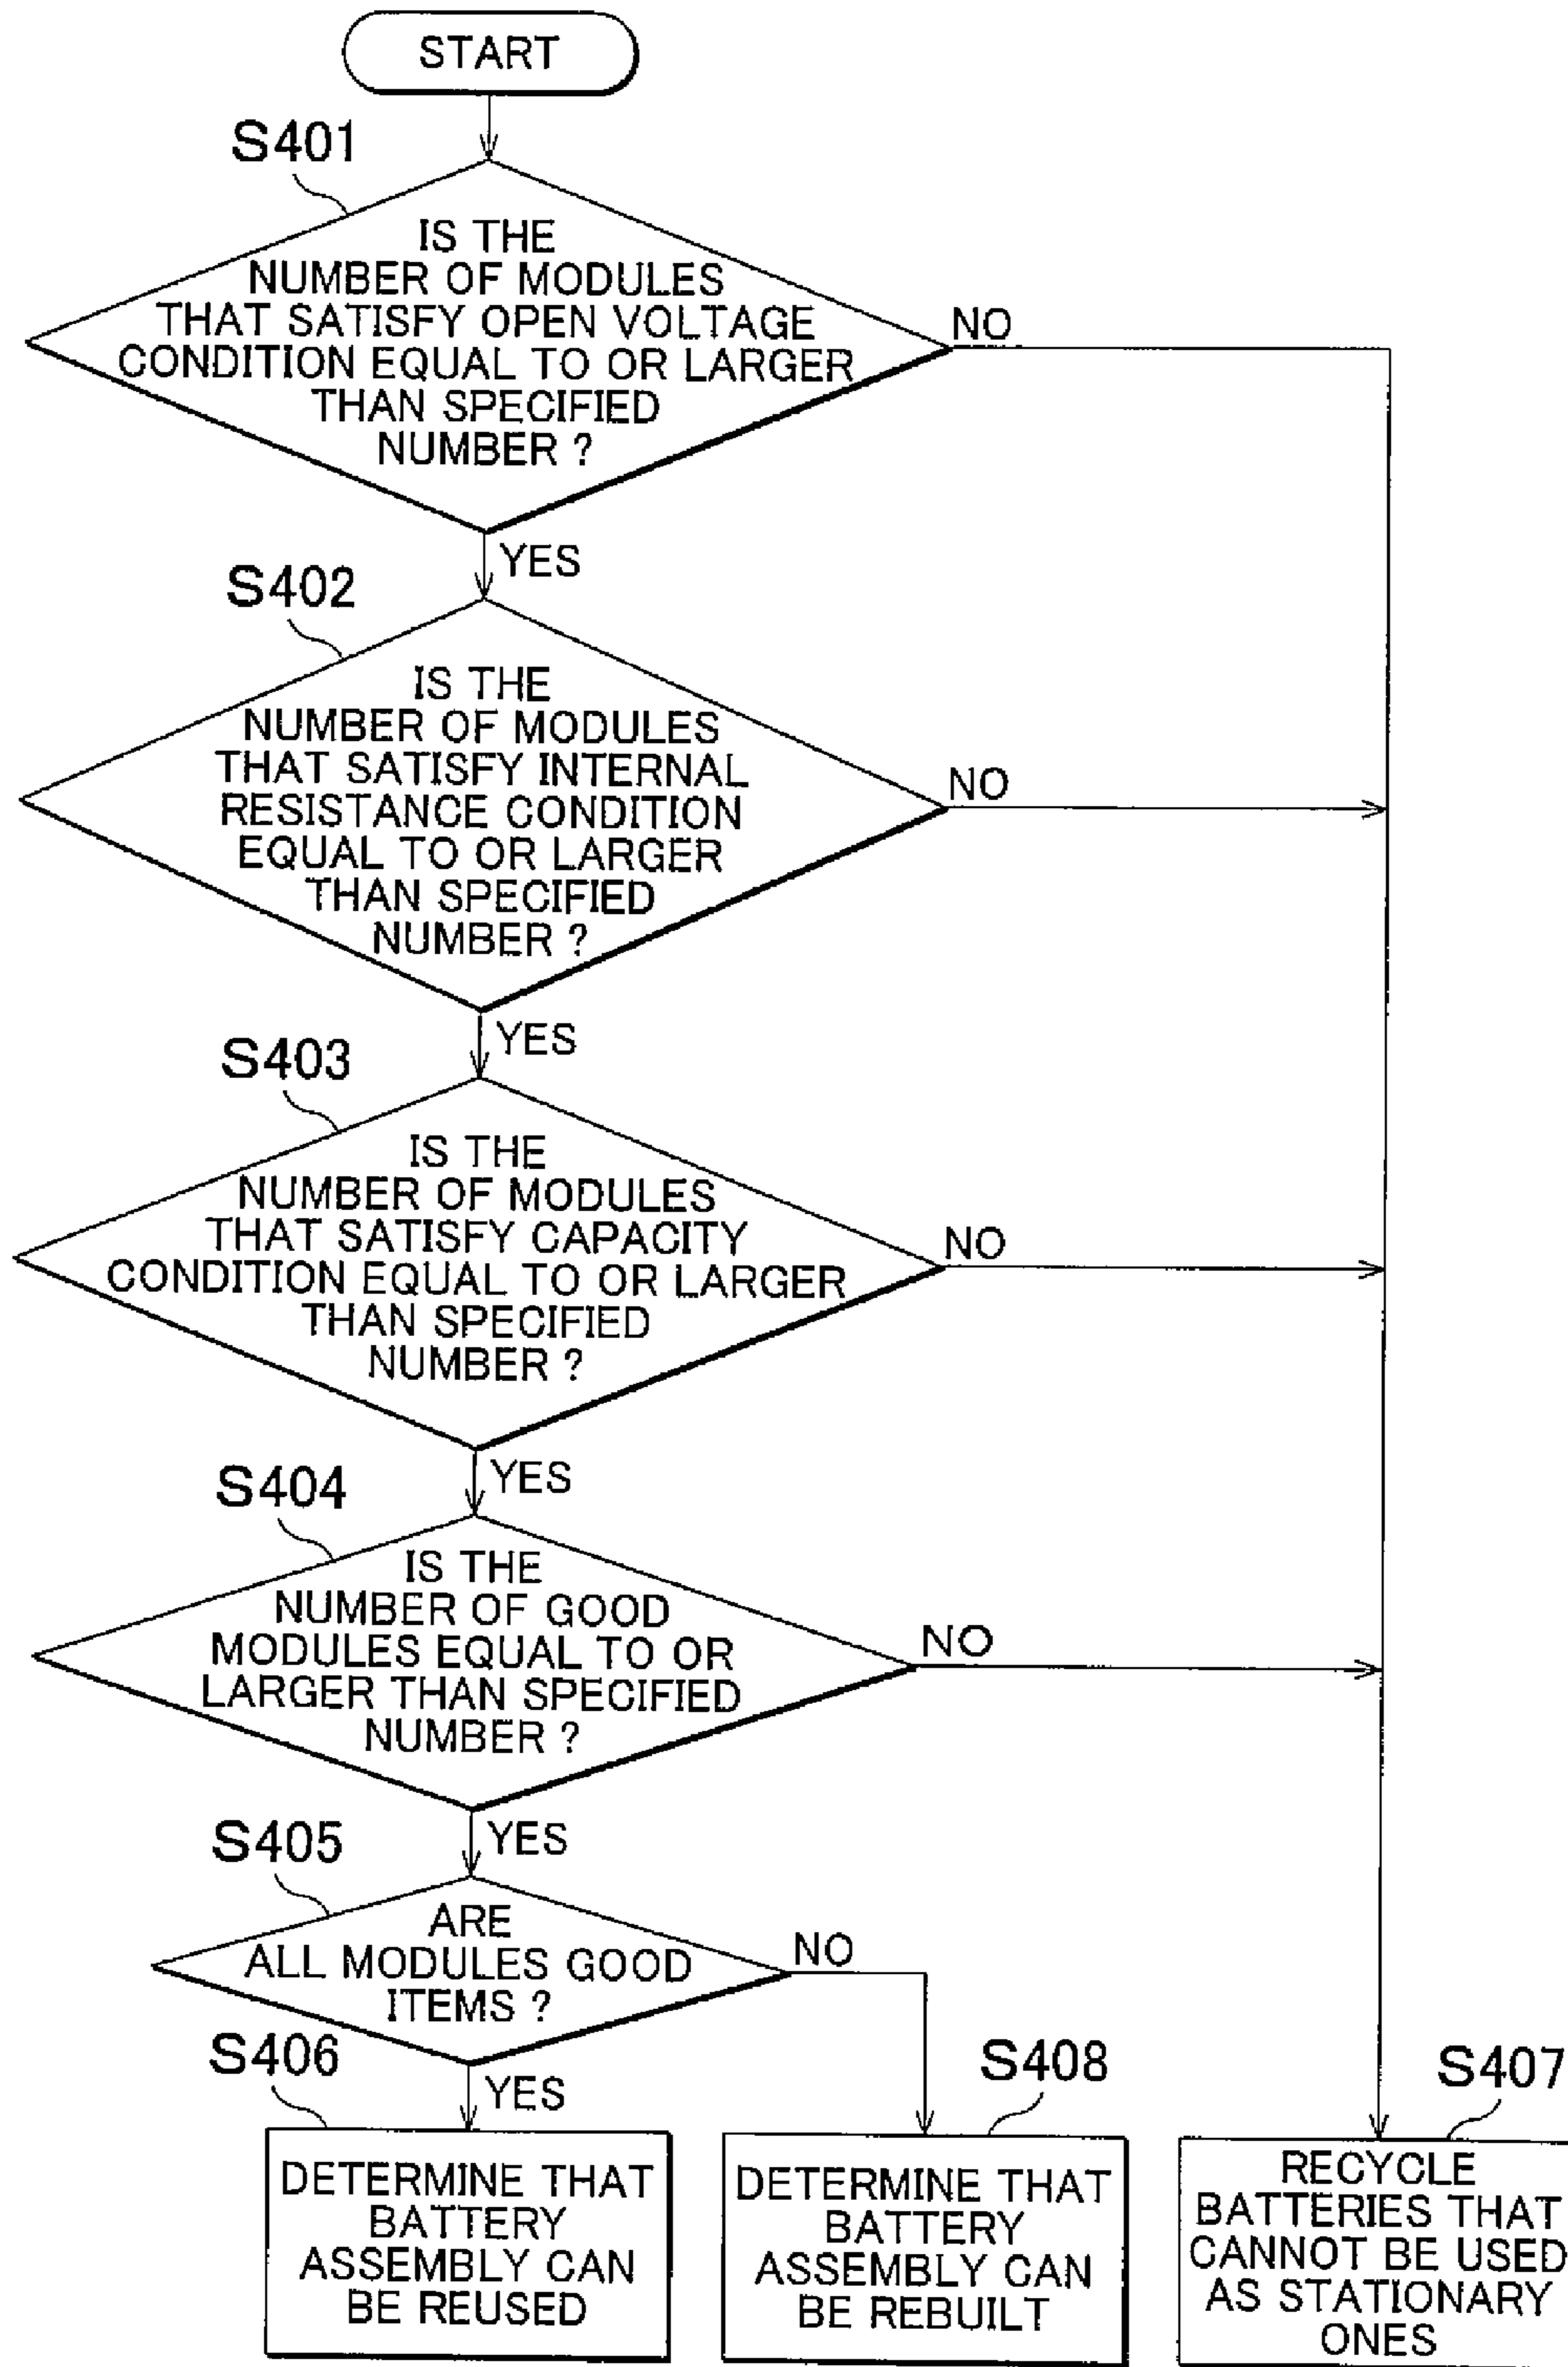 START
S401
IS THE
NUMBER OF MODULES
THAT SATISFY OPEN VOLTAGE
CONDITION EQUAL TO OR LARGER
THAN SPECIFIED
NUMBER ?
NO
YES
S402
IS THE
NUMBER OF MODULES
THAT SATISFY INTERNAL
RESISTANCE CONDITION
EQUAL TO OR LARGER
THAN SPECIFIED
NUMBER ?
NO
YES
S403
IS THE
NUMBER OF MODULES
THAT SATISFY CAPACITY
CONDITION EQUAL TO OR LARGER
THAN SPECIFIED
NUMBER ?
NO
YES
S404
IS THE
NUMBER OF GOOD
MODULES EQUAL TO OR
LARGER THAN SPECIFIED
NUMBER ?
NO
YES
S405
ARE
ALL MODULES GOOD
ITEMS ?
NO
YES
S406
DETERMINE THAT
BATTERY
ASSEMBLY CAN
BE REUSED
S408
DETERMINE THAT
BATTERY
ASSEMBLY CAN
BE REBUILT
S407
RECYCLE
BATTERIES THAT
CANNOT BE USED
AS STATIONARY
ONES